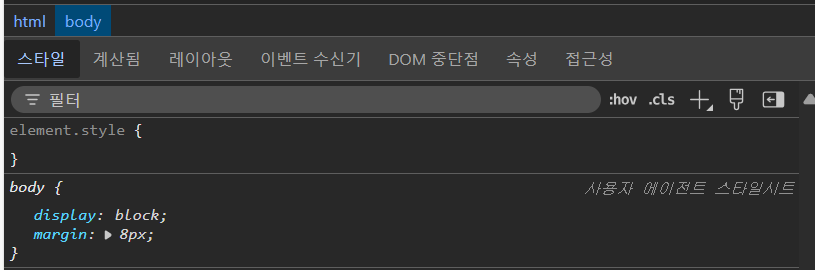 html body
스타일 계산됨 레이아웃 이벤트 수신기 DOM 중단점 속성 접근성
필터 :hov .cls
element.style {
}
body { 사용자 에이전트 스타일시트
display: block;
margin: 8px;
}